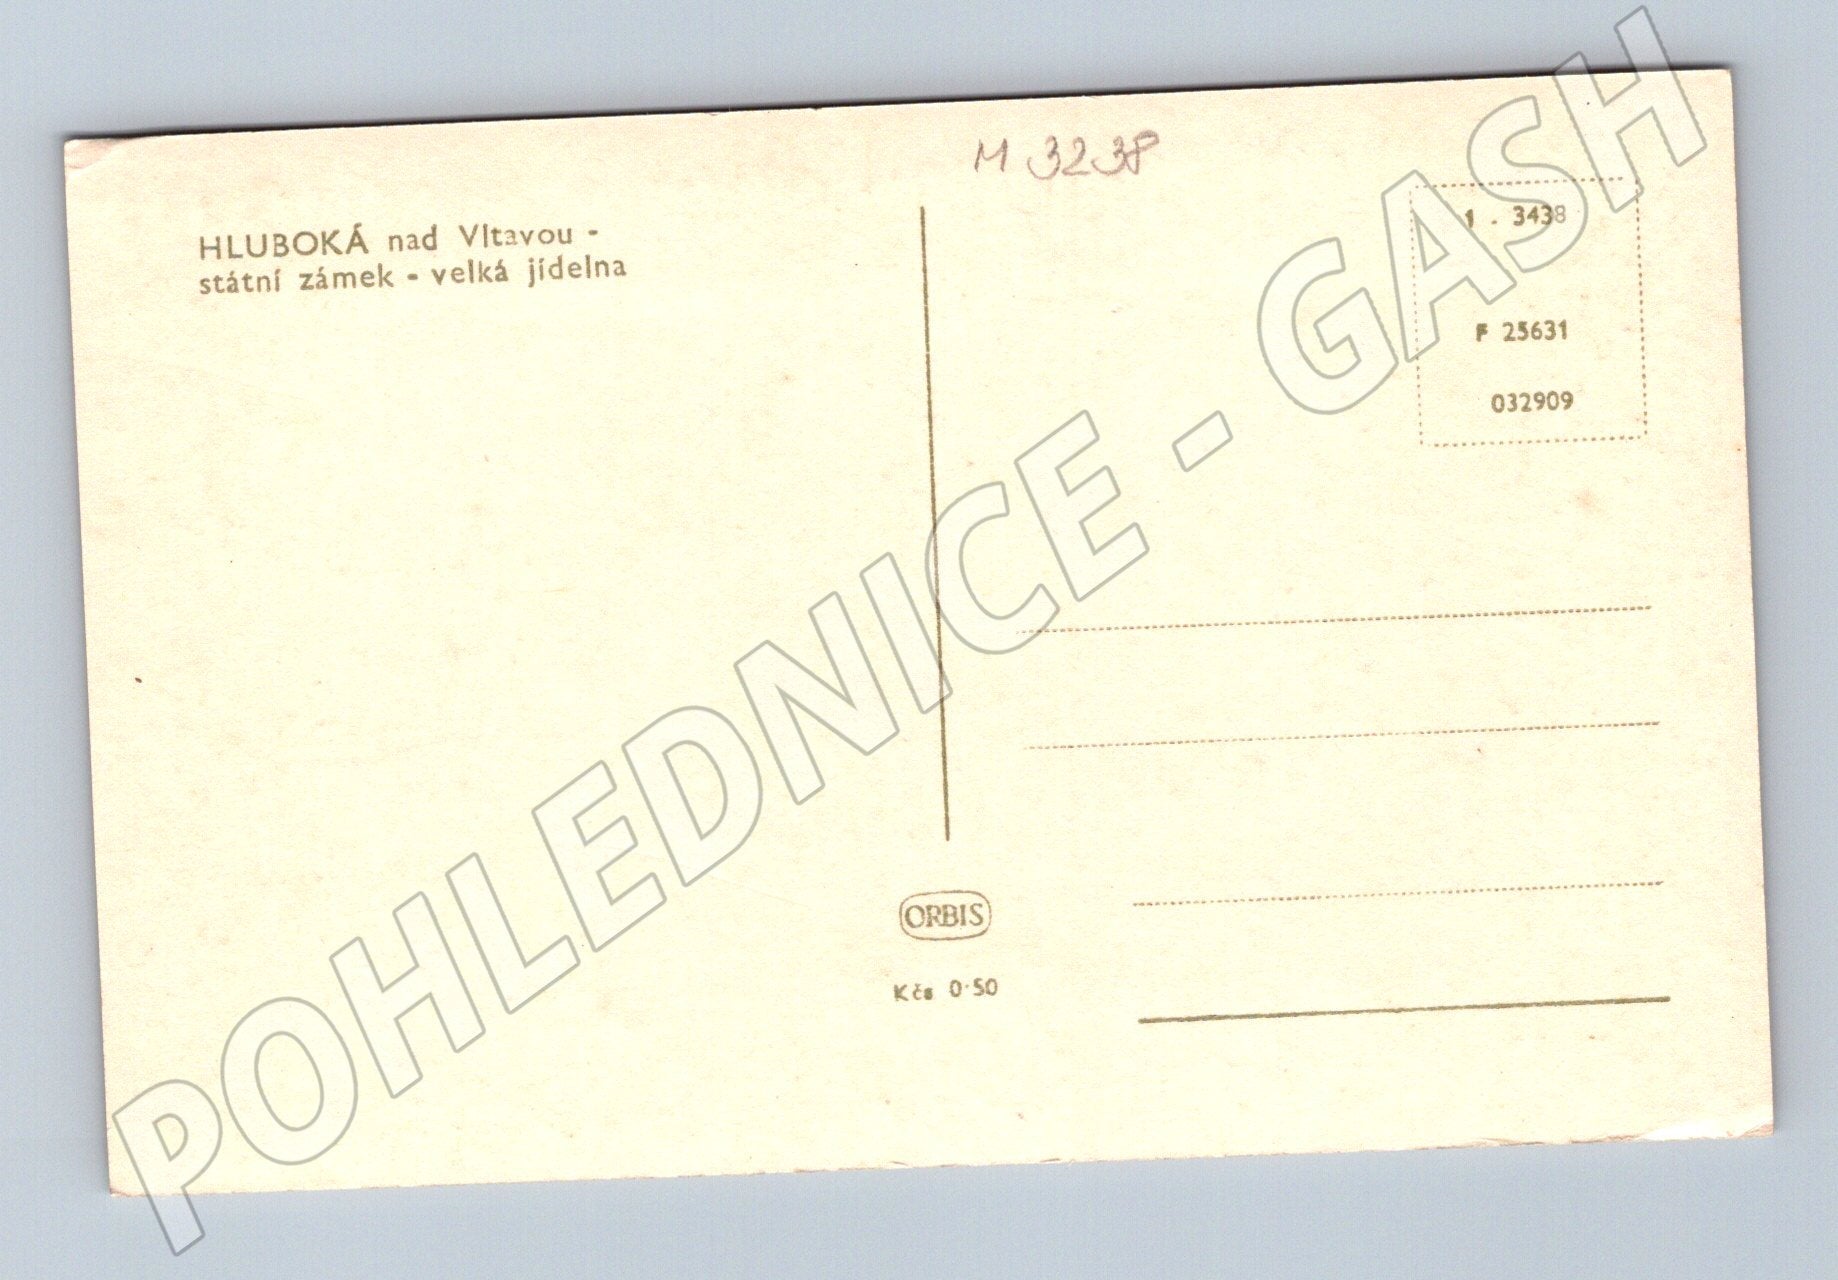 M 3238
HLUBOKÁ nad Vltavou -
státní zámek - velká jídelna
1 . 3438
F 25631
032909
ORBIS
Kčs 0·50
POHLEDNICE - GASH